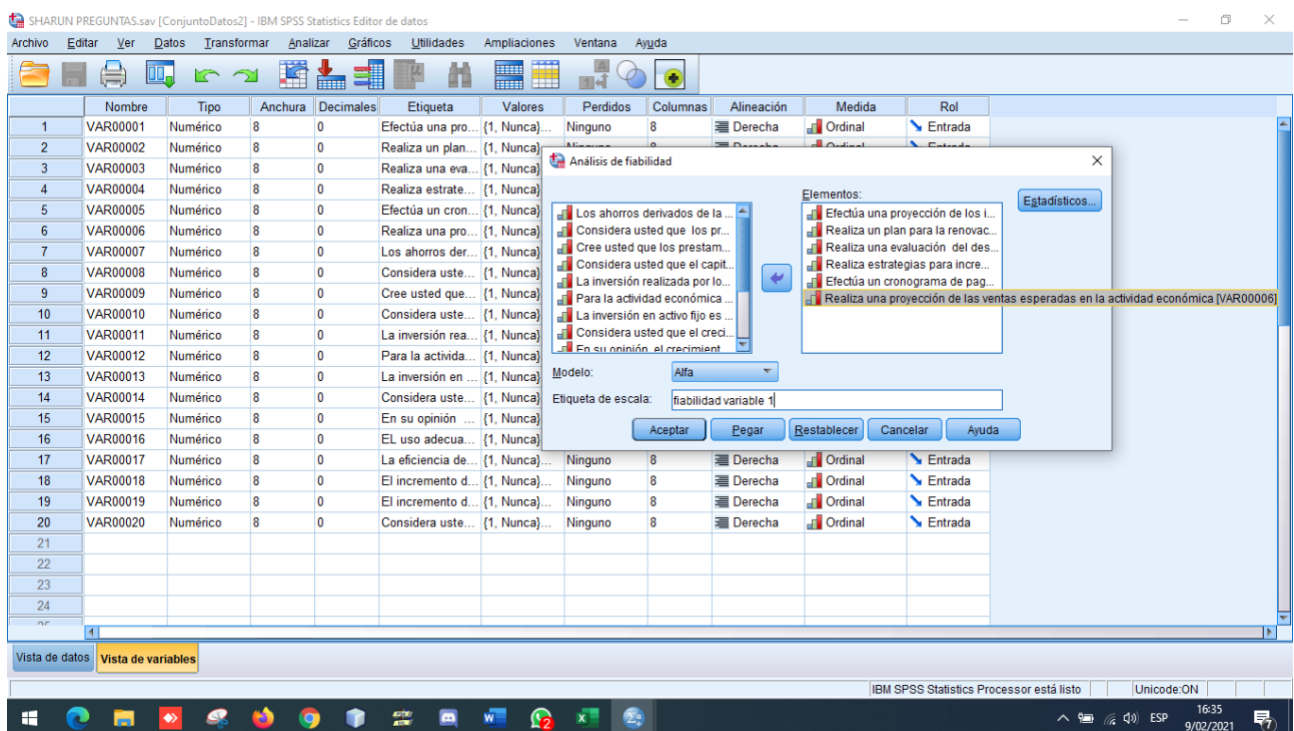 SHARUN PREGUNTAS.sav [ConjuntoDatos2] - IBM SPSS Statistics Editor de datos
Archivo Editar Ver Datos Transformar Analizar Gráficos Utilidades Ampliaciones Ventana Ayuda
Nombre Tipo Anchura Decimales Etiqueta Valores Perdidos Columnas Alineación Medida Rol
1 VAR00001 Numérico 8 0 Efectúa una pro... {1, Nunca}... Ninguno 8 Derecha Ordinal Entrada
2 VAR00002 Numérico 8 0 Realiza un plan... {1, Nunca}
3 VAR00003 Numérico 8 0 Realiza una eva... {1, Nunca}
4 VAR00004 Numérico 8 0 Realiza estrate... {1, Nunca}
5 VAR00005 Numérico 8 0 Efectúa un cron... {1, Nunca}
6 VAR00006 Numérico 8 0 Realiza una pro... {1, Nunca}
7 VAR00007 Numérico 8 0 Los ahorros der... {1, Nunca}
8 VAR00008 Numérico 8 0 Considera uste... {1, Nunca}
9 VAR00009 Numérico 8 0 Cree usted que... {1, Nunca}
10 VAR00010 Numérico 8 0 Considera uste... {1, Nunca}
11 VAR00011 Numérico 8 0 La inversión rea... {1, Nunca}
12 VAR00012 Numérico 8 0 Para la activida... {1, Nunca}
13 VAR00013 Numérico 8 0 La inversión en ... {1, Nunca}
14 VAR00014 Numérico 8 0 Considera uste... {1, Nunca}
15 VAR00015 Numérico 8 0 En su opinión ... {1, Nunca}
16 VAR00016 Numérico 8 0 EL uso adecua... {1, Nunca}
17 VAR00017 Numérico 8 0 La eficiencia de... {1, Nunca}... Ninguno 8 Derecha Ordinal Entrada
18 VAR00018 Numérico 8 0 El incremento d... {1, Nunca}... Ninguno 8 Derecha Ordinal Entrada
19 VAR00019 Numérico 8 0 El incremento d... {1, Nunca}... Ninguno 8 Derecha Ordinal Entrada
20 VAR00020 Numérico 8 0 Considera uste... {1, Nunca}... Ninguno 8 Derecha Ordinal Entrada
21
22
23
24
Análisis de fiabilidad
Los ahorros derivados de la ...
Considera usted que los pr...
Cree usted que los prestam...
Considera usted que el capit...
La inversión realizada por lo...
Para la actividad económica ...
La inversión en activo fijo es ...
Considera usted que el creci...
En su opinión, el crecimient
Elementos:
Efectúa una proyección de los i...
Realiza un plan para la renovac...
Realiza una evaluación del des...
Realiza estrategias para incre...
Efectúa un cronograma de pag...
Realiza una proyección de las ventas esperadas en la actividad económica [VAR00006]
Estadísticos...
Modelo: Alfa
Etiqueta de escala: fiabilidad variable 1
Aceptar Pegar Restablecer Cancelar Ayuda
Vista de datos Vista de variables
IBM SPSS Statistics Processor está listo Unicode:ON
ESP 16:35
9/02/2021